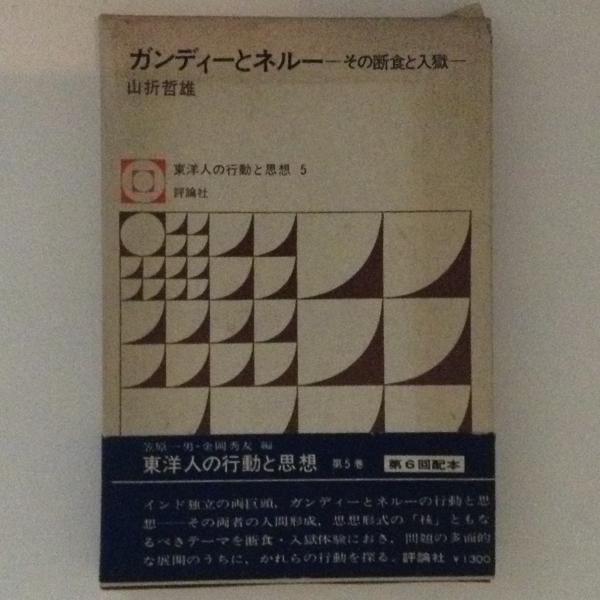 ガンディーとネルー―その断食と入獄―
山折哲雄
東洋人の行動と思想 5
評論社
笠原一男・金岡秀友 編
東洋人の行動と思想 第5巻 第6回配本
インド独立の両巨頭，ガンディーとネルーの行動と思
想――その両者の人間形成，思想形式の「核」ともな
るべきテーマを断食・入獄体験におき，問題の多面的
な展開のうちに，かれらの行動を探る。評論社 ￥1300